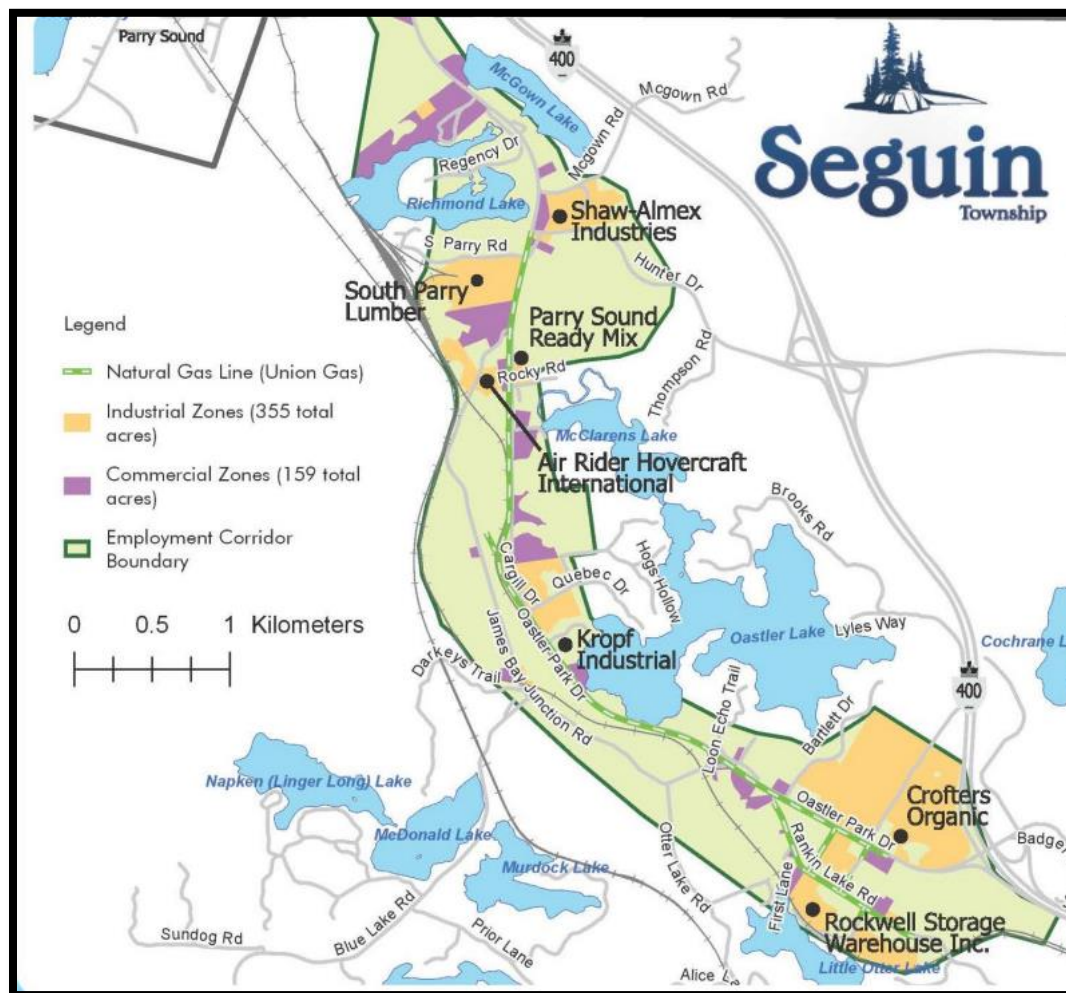 Parry Sound
400
McGown Lake
Mcgown Rd
Mcgown Rd
Seguin
Township
Regency Dr
Richmond Lake
Shaw-Almex
Industries
S Parry Rd
Hunter Dr
South Parry
Lumber
Parry Sound
Ready Mix
Rocky Rd
Thompson Rd
McClarens Lake
Air Rider Hovercraft
International
Legend
Natural Gas Line (Union Gas)
Industrial Zones (355 total
acres)
Commercial Zones (159 total
acres)
Employment Corridor
Boundary
0 0.5 1 Kilometers
Brooks Rd
Hogs Hollow
Quebec Dr
Cargill Dr
Oastler Park Dr
James Bay Junction Rd
Darkeys Trail
Kropf
Industrial
Oastler Lake
Lyles Way
Cochrane L
400
Loon Echo Trail
Bartlett Dr
Napken (Linger Long) Lake
McDonald Lake
Murdock Lake
Oastler Park Dr
Crofters
Organic
Badge
Rankin Lake Rd
Otter Lake Rd
First Lane
Rockwell Storage
Warehouse Inc.
Little Otter Lake
Sundog Rd
Blue Lake Rd
Prior Lane
Alice La